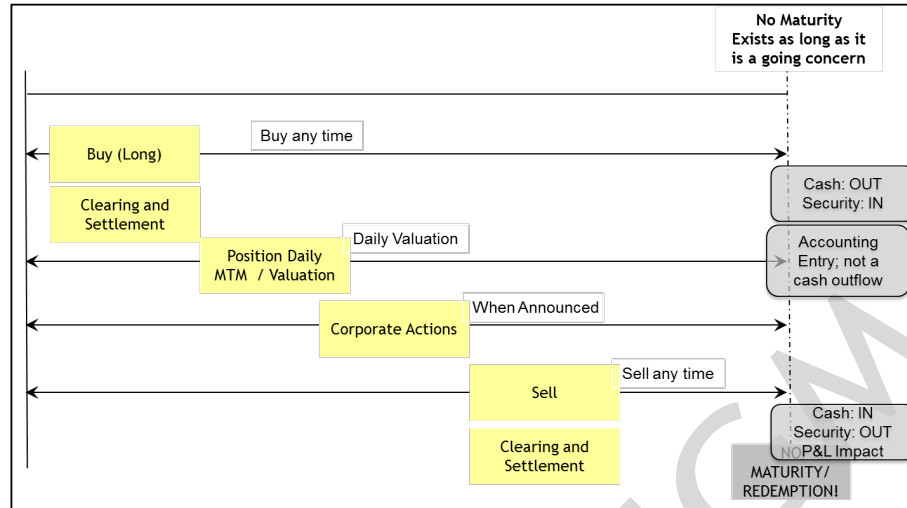 No Maturity
Exists as long as it
is a going concern
Buy any time
Buy (Long)
Cash: OUT
Security: IN
Clearing and
Settlement
Daily Valuation
Position Daily
MTM / Valuation
Accounting
Entry; not a
cash outflow
When Announced
Corporate Actions
Sell any time
Sell
Cash: IN
Security: OUT
P&L Impact
Clearing and
Settlement
NO
MATURITY/
REDEMPTION!